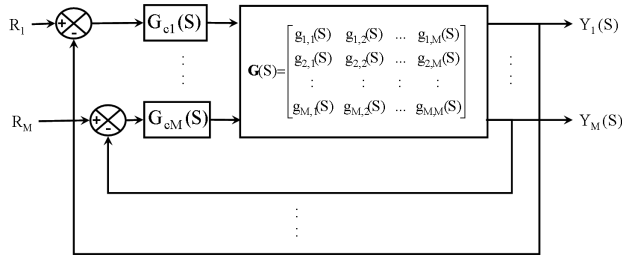 R1 + - Gc1(S) Y1(S)
G(S)= g1,1(S) g1,2(S) ... g1,M(S)
g2,1(S) g2,2(S) ... g2,M(S)
⋮ ⋮ ⋮ ⋮
gM,1(S) gM,2(S) ... gM,M(S)
RM + - GcM(S) YM(S)